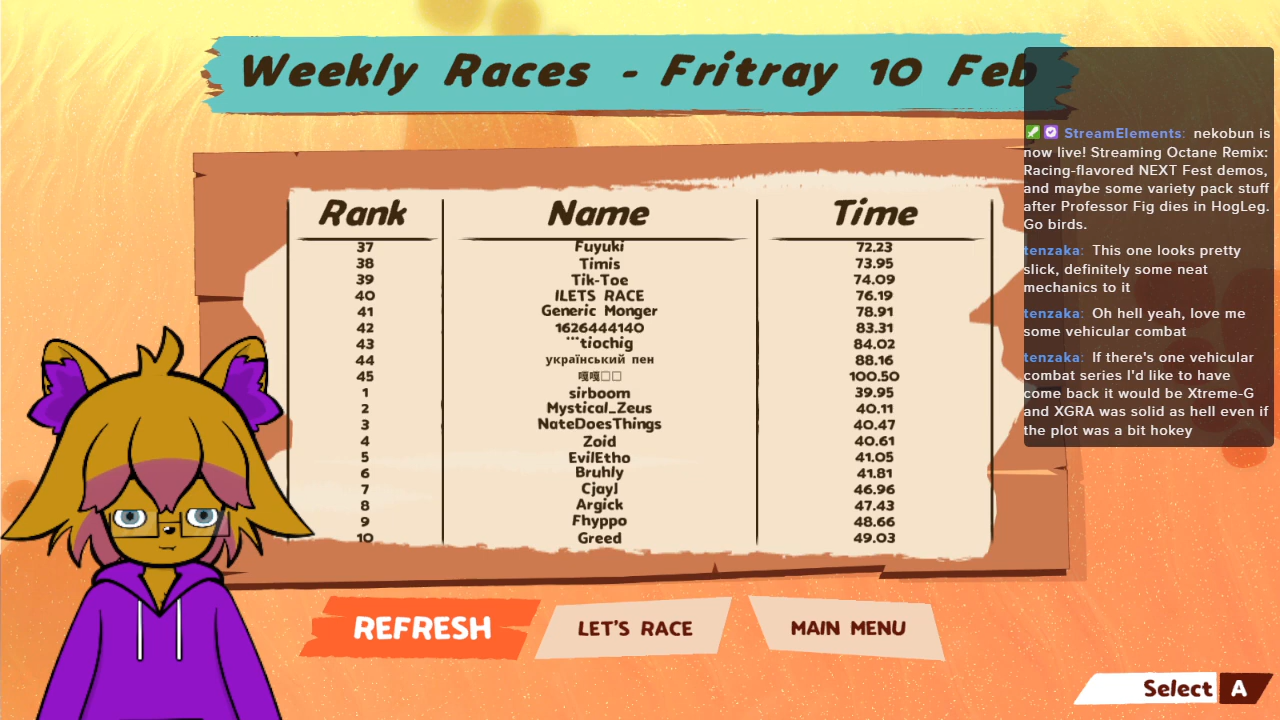 Weekly Races - Fritray 10 Feb
Rank Name Time
37 Fuyuki 72.23
38 Timis 73.95
39 Tik-Toe 74.09
40 ILETS RACE 76.19
41 Generic Monger 78.91
42 1626444140 83.31
43 ```tiochig 84.02
44 український пен 88.16
45 嘎嘎□□ 100.50
1 sirboom 39.95
2 Mystical_Zeus 40.11
3 NateDoesThings 40.47
4 Zoid 40.61
5 EvilEtho 41.05
6 Bruhly 41.81
7 CjayJ 46.96
8 Argick 47.43
9 Fhyppo 48.66
10 Greed 49.03
REFRESH
LET'S RACE
MAIN MENU
Select A
StreamElements: nekobun is
now live! Streaming Octane Remix:
Racing-flavored NEXT Fest demos,
and maybe some variety pack stuff
after Professor Fig dies in HogLeg.
Go birds.
tenzaka: This one looks pretty
slick, definitely some neat
mechanics to it
tenzaka: Oh hell yeah, love me
some vehicular combat
tenzaka: If there's one vehicular
combat series I'd like to have
come back it would be Xtreme-G
and XGRA was solid as hell even if
the plot was a bit hokey